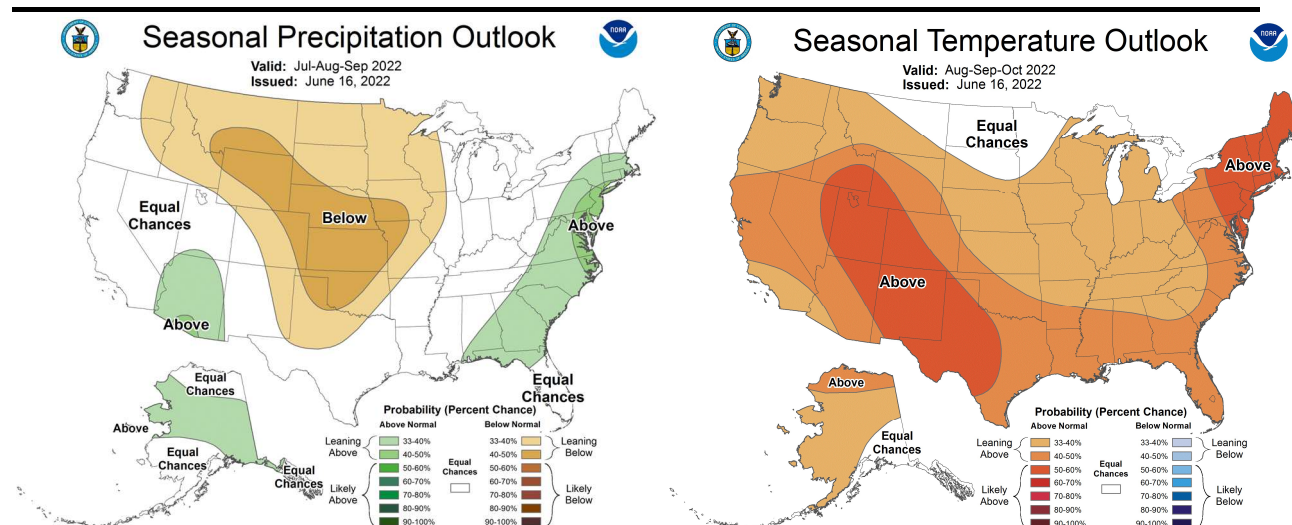 Seasonal Precipitation Outlook
NOAA
Valid: Jul-Aug-Sep 2022
Issued: June 16, 2022
Equal
Chances
Below
Above
Above
Equal
Chances
Above
Equal
Chances
Equal
Chances
Equal
Chances
Probability (Percent Chance)
Above Normal
Below Normal
Leaning
Above
33-40%
40-50%
Likely
Above
50-60%
60-70%
70-80%
80-90%
90-100%
Equal
Chances
33-40%
40-50%
Leaning
Below
50-60%
60-70%
70-80%
80-90%
90-100%
Likely
Below
Seasonal Temperature Outlook
NOAA
Valid: Aug-Sep-Oct 2022
Issued: June 16, 2022
Equal
Chances
Above
Above
Above
Equal
Chances
Probability (Percent Chance)
Above Normal
Below Normal
Leaning
Above
33-40%
40-50%
Likely
Above
50-60%
60-70%
70-80%
80-90%
90-100%
Equal
Chances
33-40%
40-50%
Leaning
Below
50-60%
60-70%
70-80%
80-90%
90-100%
Likely
Below